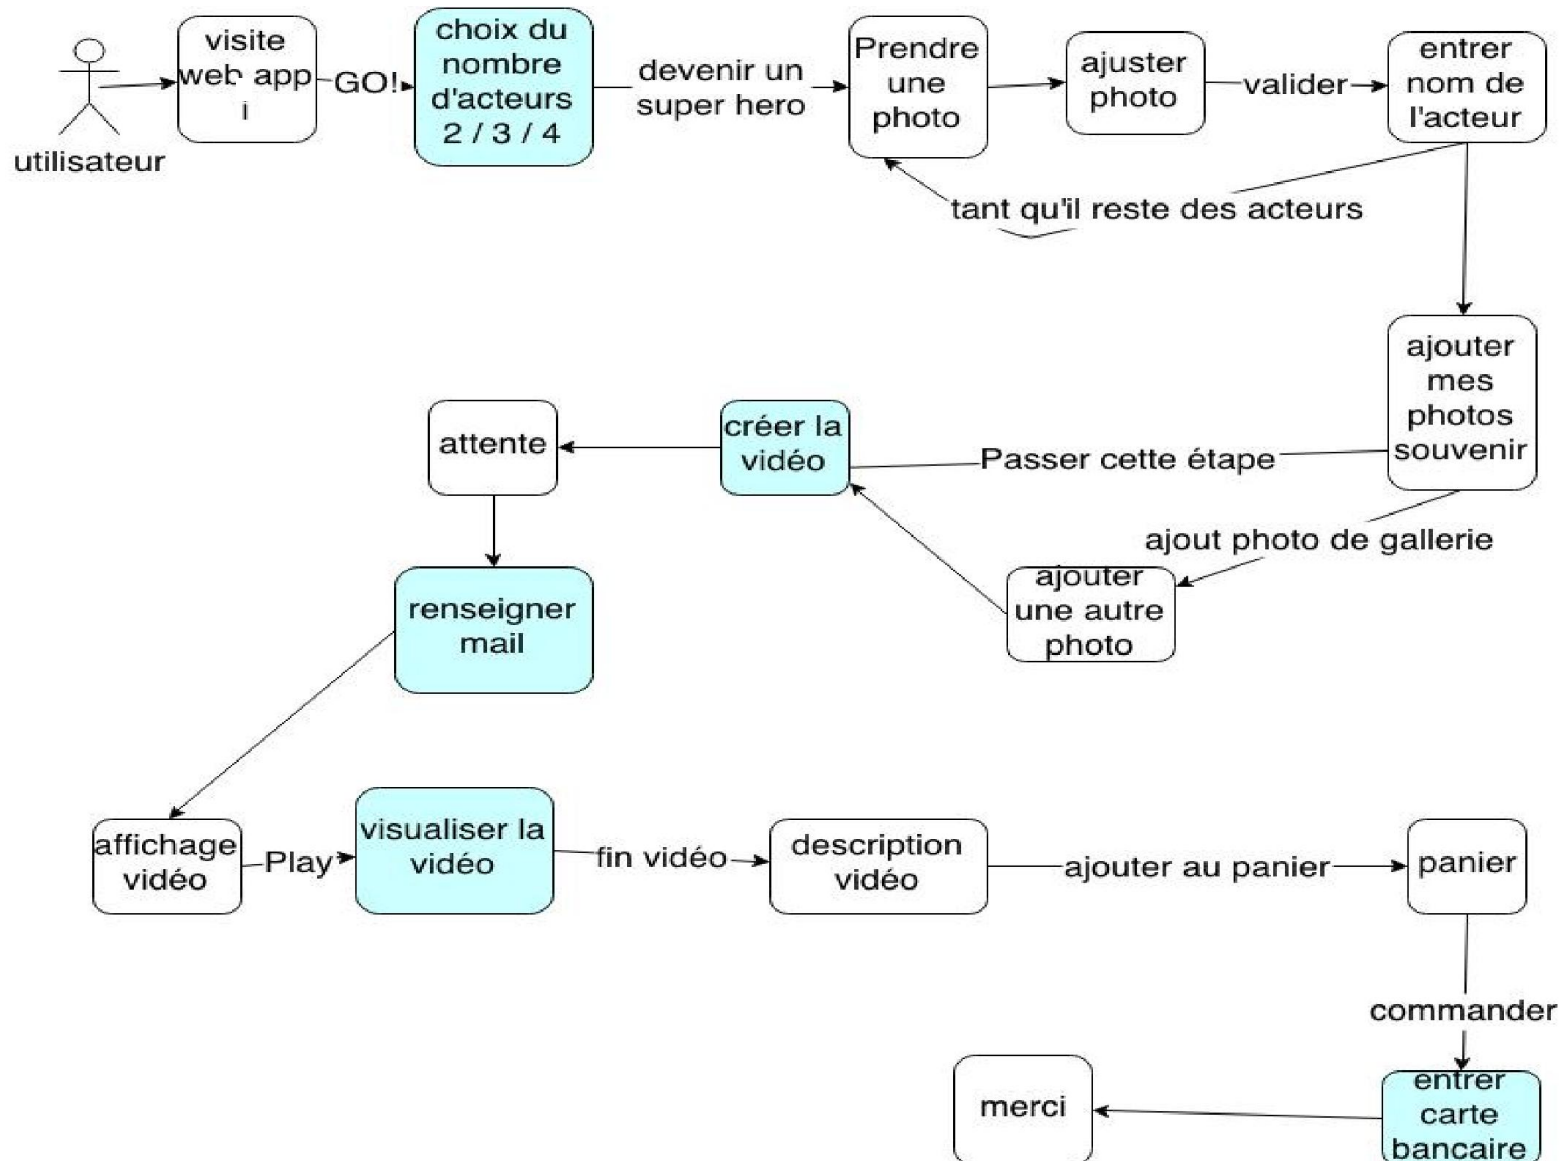 utilisateur
visite
web app
i
GO!
choix du
nombre
d'acteurs
2 / 3 / 4
devenir un
super hero
Prendre
une
photo
ajuster
photo
valider
entrer
nom de
l'acteur
tant qu'il reste des acteurs
ajouter
mes
photos
souvenir
Passer cette étape
ajout photo de gallerie
ajouter
une autre
photo
créer la
vidéo
attente
renseigner
mail
affichage
vidéo
Play
visualiser la
vidéo
fin vidéo
description
vidéo
ajouter au panier
panier
commander
entrer
carte
bancaire
merci